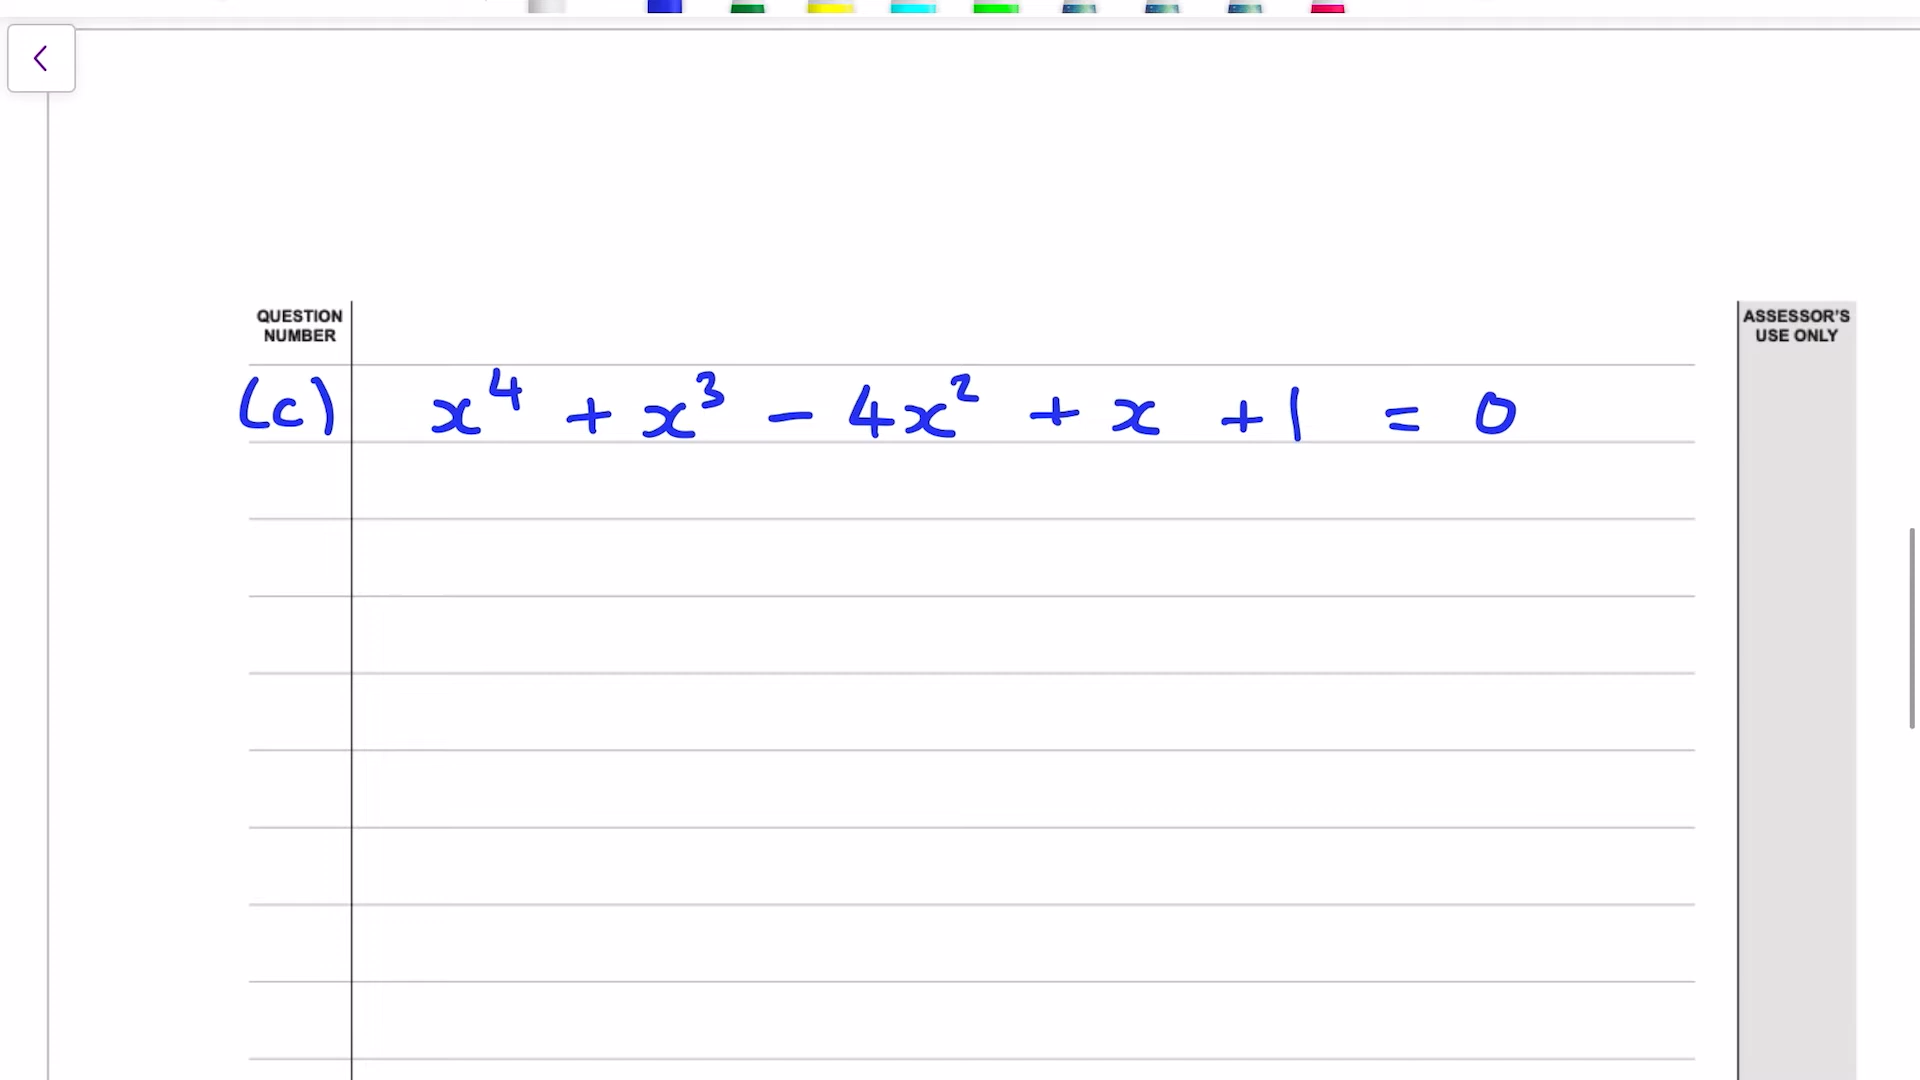 QUESTION
NUMBER
ASSESSOR'S
USE ONLY
(c) x⁴ + x³ - 4x² + x + 1 = 0